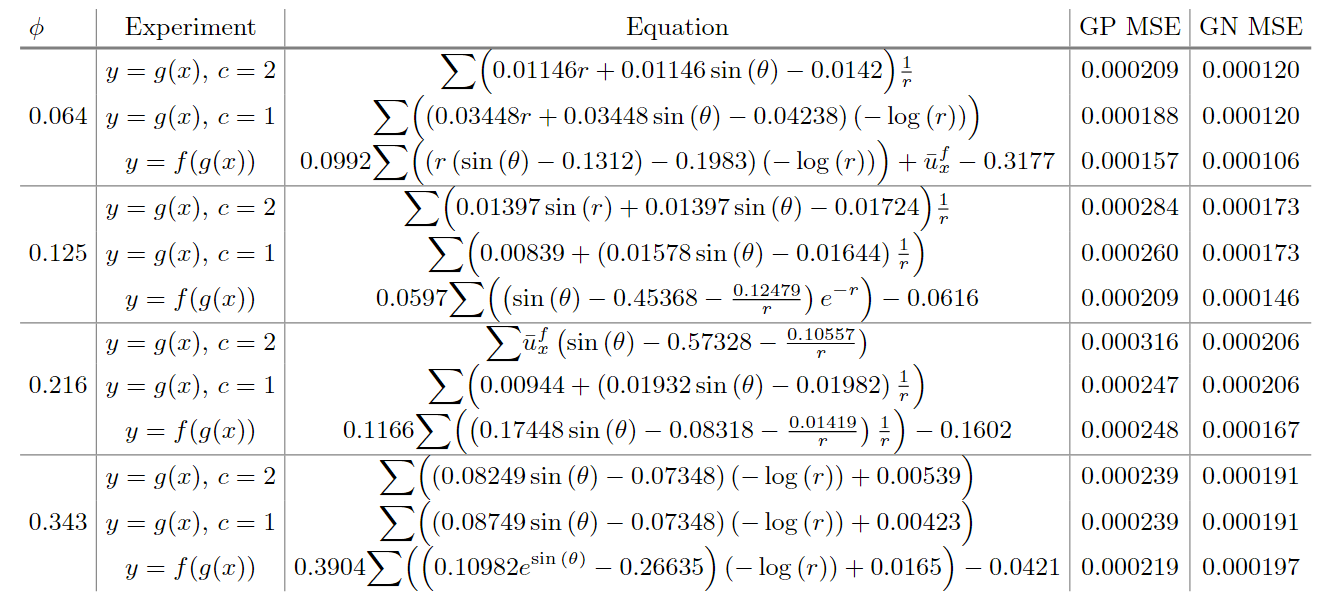 ϕ Experiment Equation GP MSE GN MSE
y = g(x), c = 2 ∑(0.01146r + 0.01146 sin (θ) − 0.0142) 1/r 0.000209 0.000120
0.064 y = g(x), c = 1 ∑((0.03448r + 0.03448 sin (θ) − 0.04238) (− log (r))) 0.000188 0.000120
y = f(g(x)) 0.0992∑((r (sin (θ) − 0.1312) − 0.1983) (− log (r))) + ū_x^f − 0.3177 0.000157 0.000106
y = g(x), c = 2 ∑(0.01397 sin (r) + 0.01397 sin (θ) − 0.01724) 1/r 0.000284 0.000173
0.125 y = g(x), c = 1 ∑(0.00839 + (0.01578 sin (θ) − 0.01644) 1/r) 0.000260 0.000173
y = f(g(x)) 0.0597∑((sin (θ) − 0.45368 − 0.12479/r) e^{−r}) − 0.0616 0.000209 0.000146
y = g(x), c = 2 ∑ū_x^f (sin (θ) − 0.57328 − 0.10557/r) 0.000316 0.000206
0.216 y = g(x), c = 1 ∑(0.00944 + (0.01932 sin (θ) − 0.01982) 1/r) 0.000247 0.000206
y = f(g(x)) 0.1166∑((0.17448 sin (θ) − 0.08318 − 0.01419/r) 1/r) − 0.1602 0.000248 0.000167
y = g(x), c = 2 ∑((0.08249 sin (θ) − 0.07348) (− log (r)) + 0.00539) 0.000239 0.000191
0.343 y = g(x), c = 1 ∑((0.08749 sin (θ) − 0.07348) (− log (r)) + 0.00423) 0.000239 0.000191
y = f(g(x)) 0.3904∑((0.10982e^{sin (θ)} − 0.26635) (− log (r)) + 0.0165) − 0.0421 0.000219 0.000197